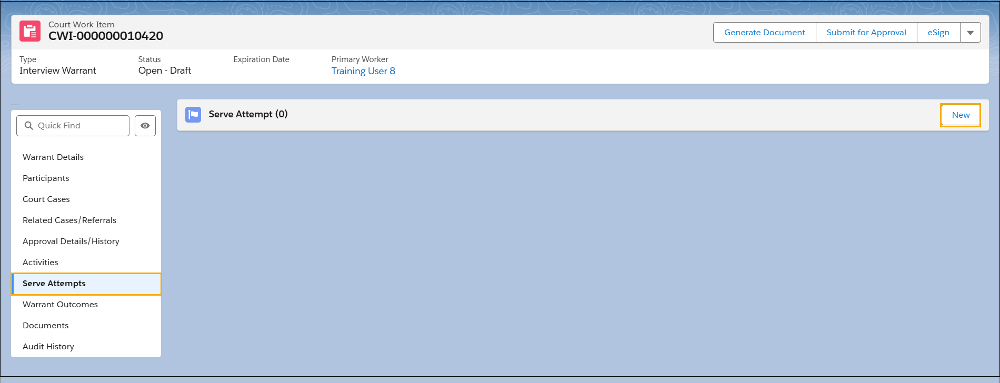 Court Work Item
CWI-000000010420
Generate Document
Submit for Approval
eSign
Type
Interview Warrant
Status
Open - Draft
Expiration Date
Primary Worker
Training User 8
---
Quick Find
Warrant Details
Participants
Court Cases
Related Cases/Referrals
Approval Details/History
Activities
Serve Attempts
Warrant Outcomes
Documents
Audit History
Serve Attempt (0)
New